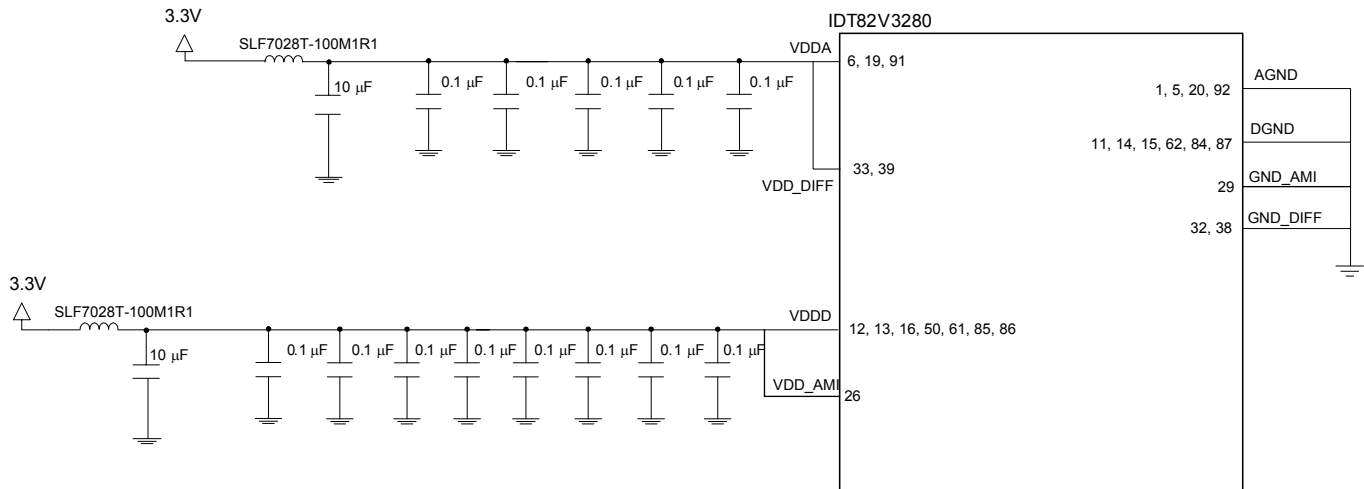 3.3V
IDT82V3280
SLF7028T-100M1R1
VDDA
6, 19, 91
10 μF
0.1 μF
0.1 μF
0.1 μF
0.1 μF
0.1 μF
AGND
1, 5, 20, 92
DGND
11, 14, 15, 62, 84, 87
33, 39
VDD_DIFF
GND_AMI
29
GND_DIFF
32, 38
3.3V
SLF7028T-100M1R1
VDDD
12, 13, 16, 50, 61, 85, 86
10 μF
0.1 μF
0.1 μF
0.1 μF
0.1 μF
0.1 μF
0.1 μF
0.1 μF
0.1 μF
VDD_AMI
26